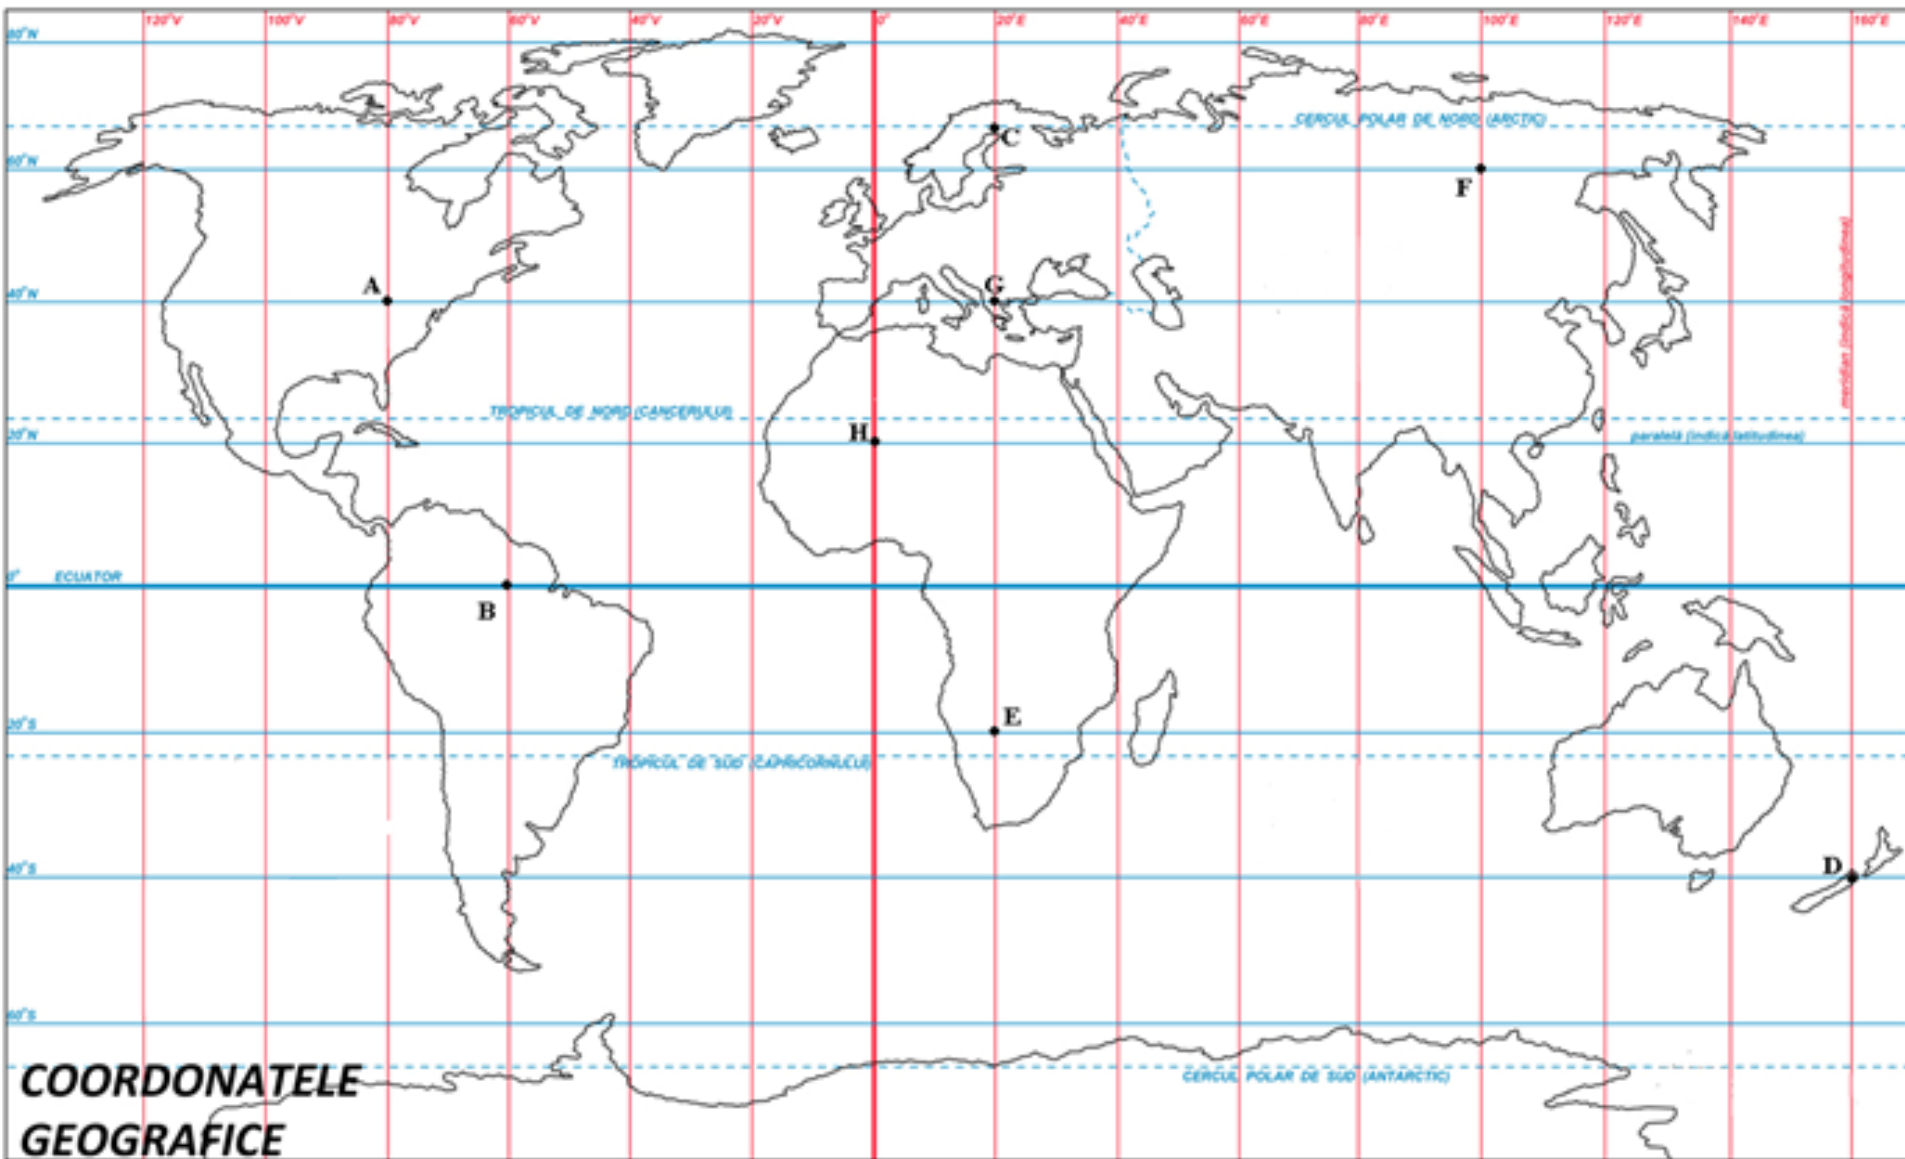 120°V 100°V 80°V 60°V 40°V 20°V 0° 20°E 40°E 60°E 80°E 100°E 120°E 140°E 160°E
80°N
CERCUL POLAR DE NORD (ARCTIC)
C
60°N
F
meridian (indică longitudinea)
A
G
40°N
TROPICUL DE NORD (CANCERULUI)
H
20°N
paralelă (indică latitudinea)
0° ECUATOR
B
E
20°S
TROPICUL DE SUD (CAPRICORNULUI)
D
40°S
60°S
CERCUL POLAR DE SUD (ANTARCTIC)
COORDONATELE
GEOGRAFICE